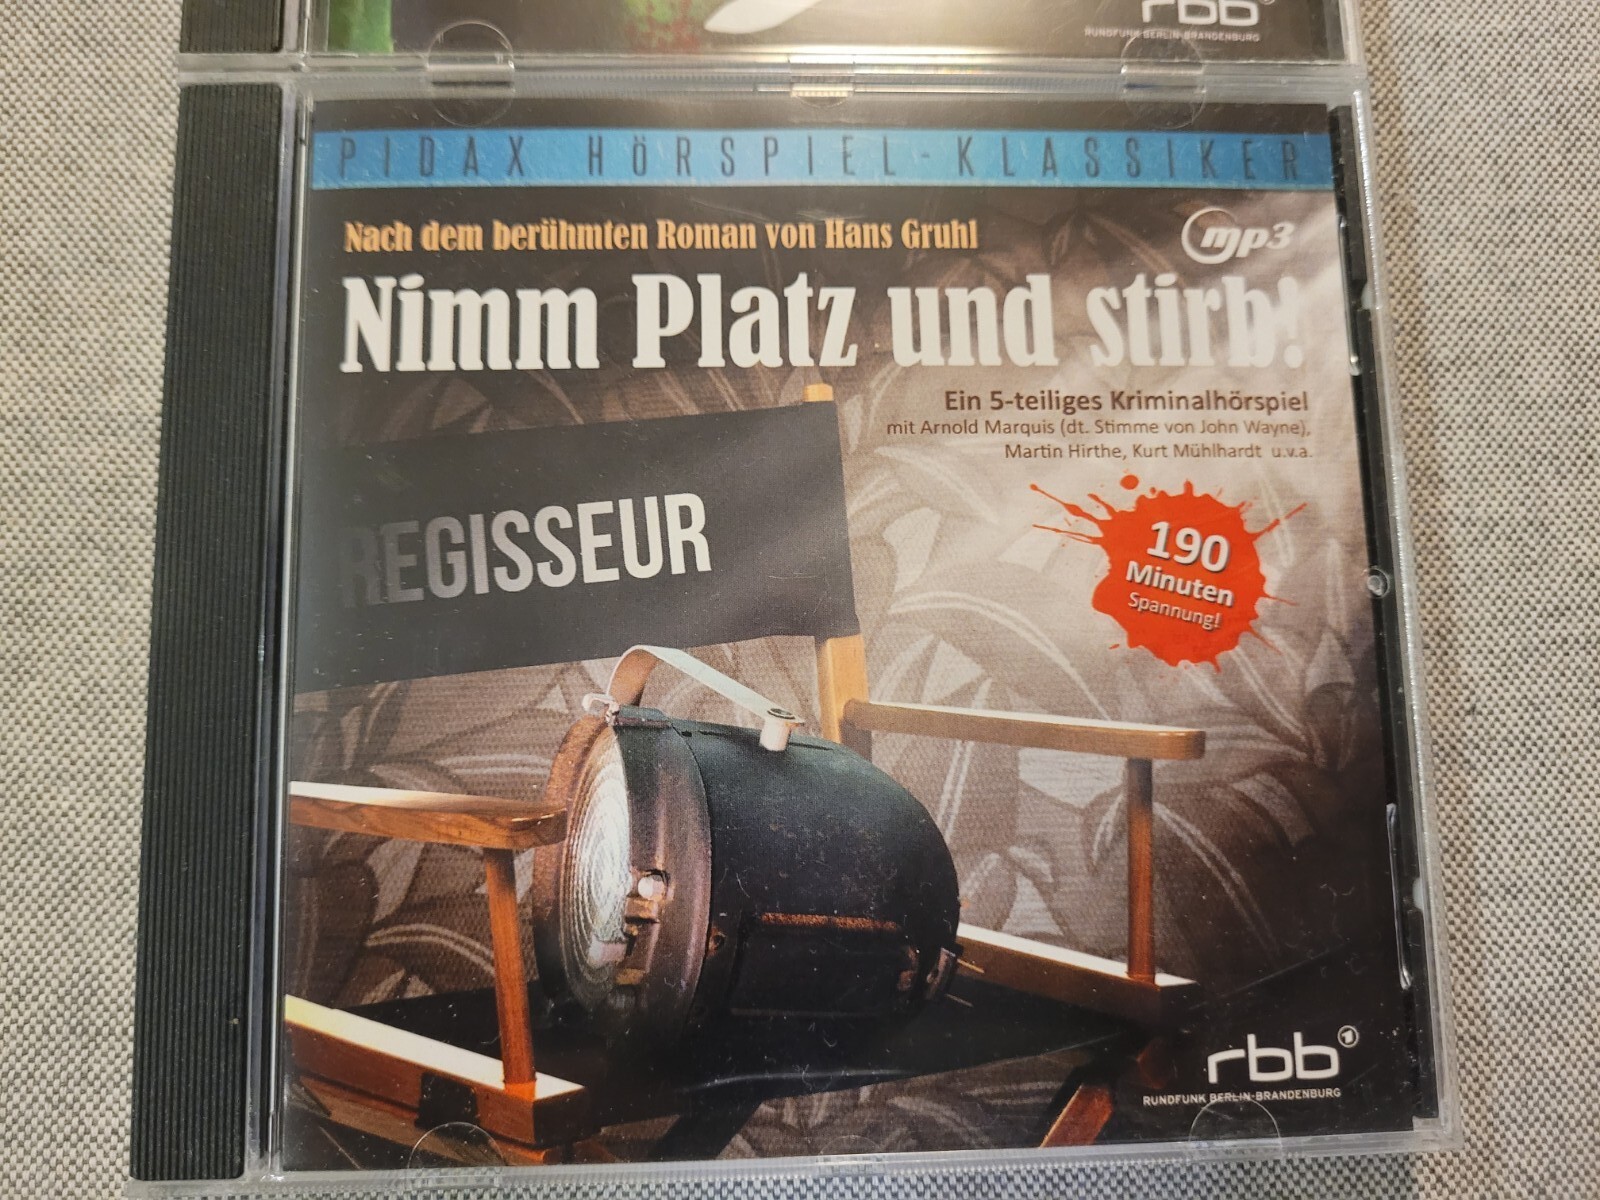 rbb
RUNDFUNK BERLIN-BRANDENBURG
PIDAX HÖRSPIEL-KLASSIKER
Nach dem berühmten Roman von Hans Gruhl
mp3
Nimm Platz und stirb!
Ein 5-teiliges Kriminalhörspiel
mit Arnold Marquis (dt. Stimme von John Wayne),
Martin Hirthe, Kurt Mühlhardt u.v.a.
REGISSEUR
190
Minuten
Spannung!
rbb
RUNDFUNK BERLIN-BRANDENBURG